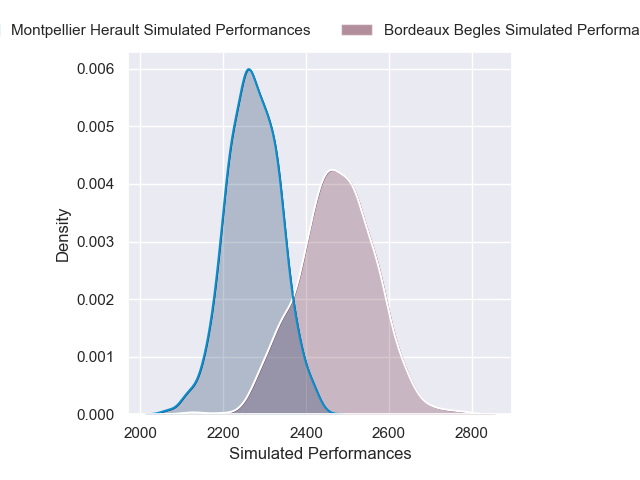 Montpellier Herault Simulated Performances
Bordeaux Begles Simulated Performa
0.006
0.005
0.004
0.003
0.002
0.001
0.000
Density
2000 2200 2400 2600 2800
Simulated Performances